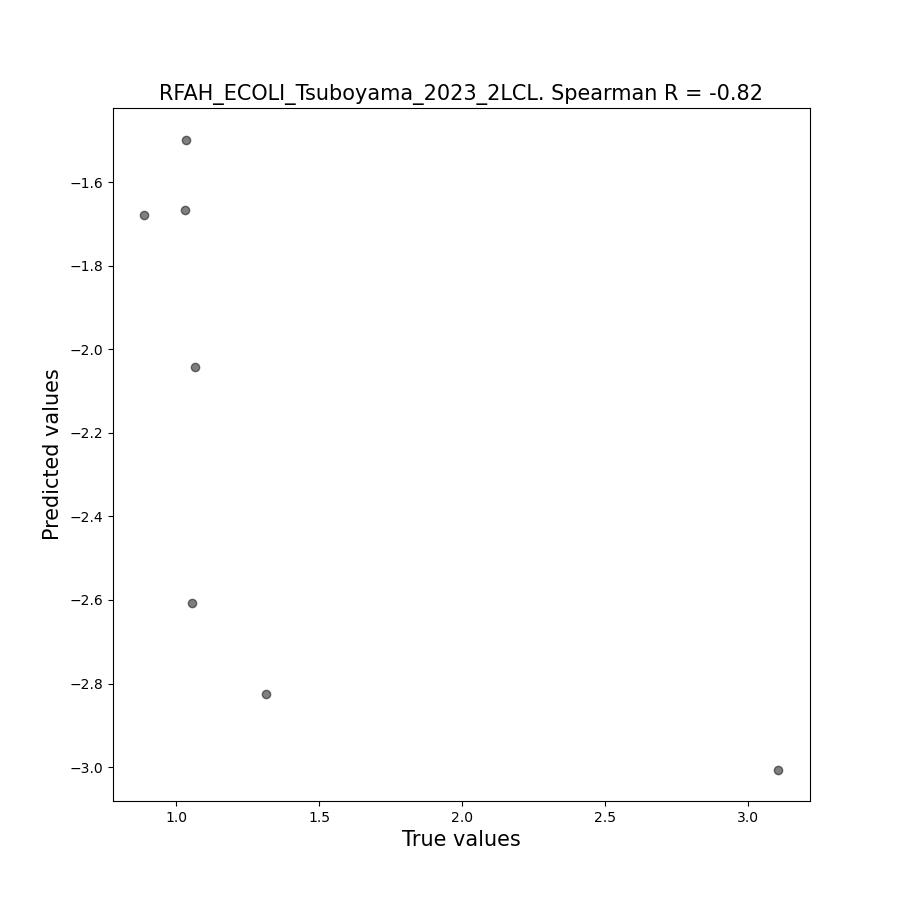 RFAH_ECOLI_Tsuboyama_2023_2LCL. Spearman R = -0.82
−1.6
−1.8
−2.0
−2.2
−2.4
−2.6
−2.8
−3.0
Predicted values
1.0 1.5 2.0 2.5 3.0
True values